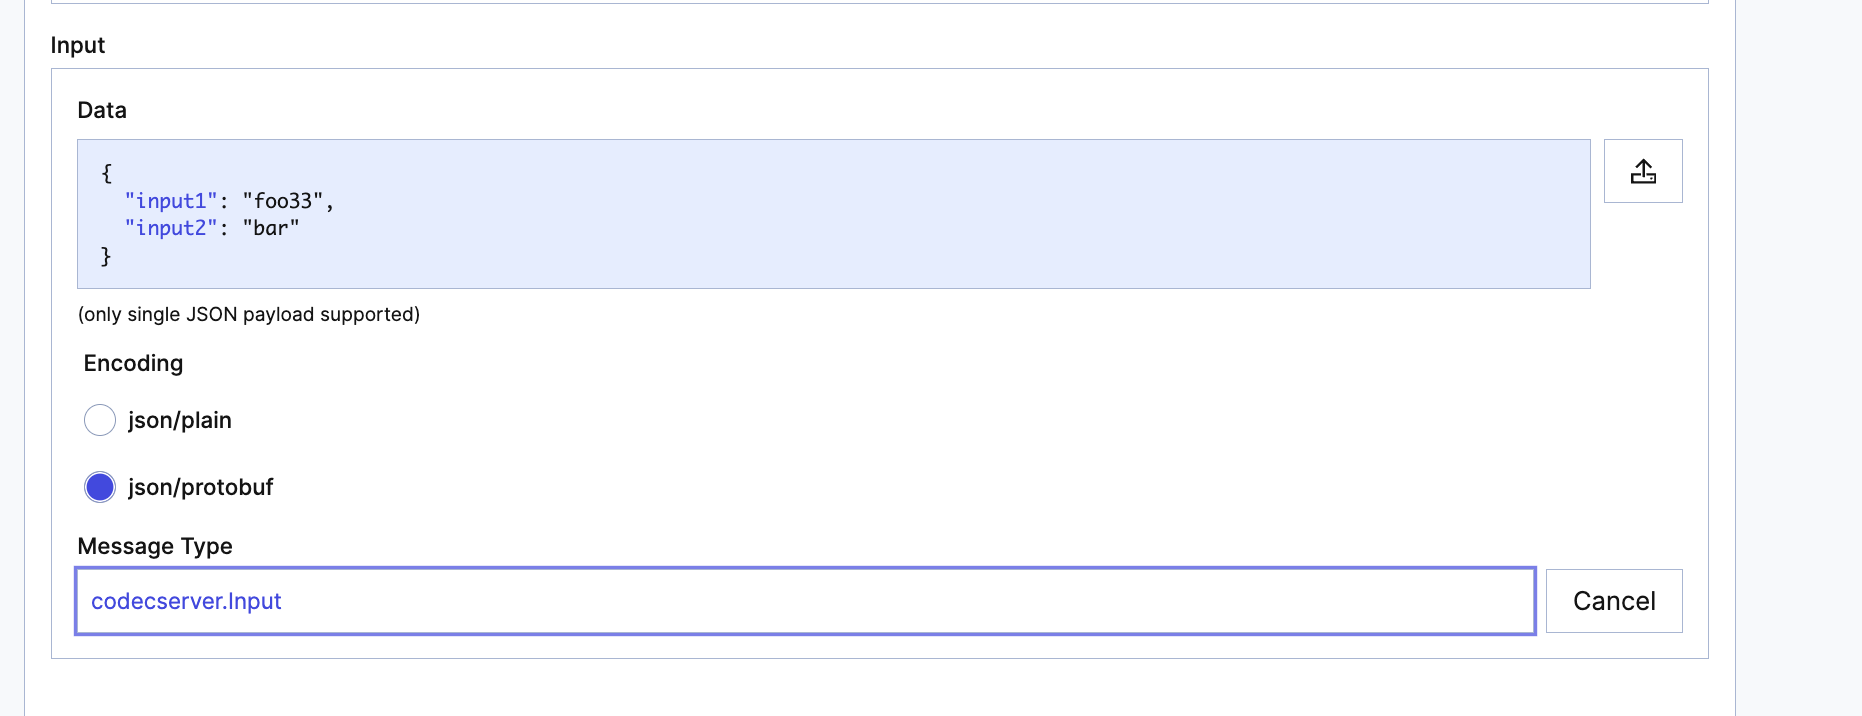 Input
Data
{
"input1": "foo33",
"input2": "bar"
}
(only single JSON payload supported)
Encoding
json/plain
json/protobuf
Message Type
codecserver.Input
Cancel